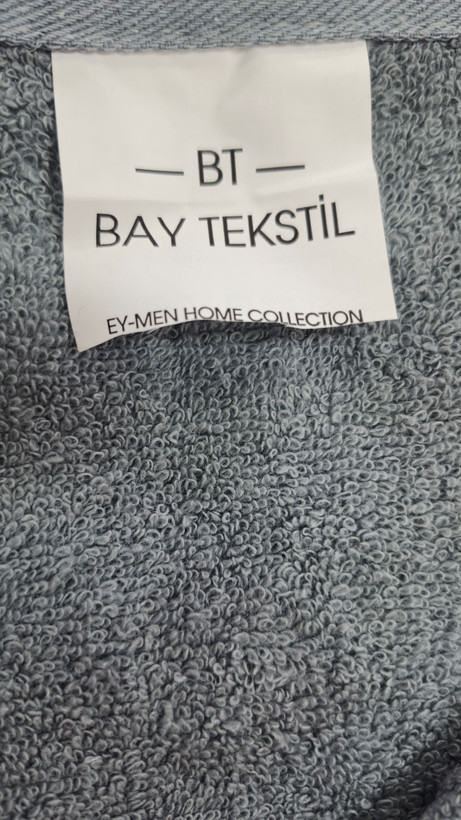 — BT —
BAY TEKSTİL
EY-MEN HOME COLLECTION